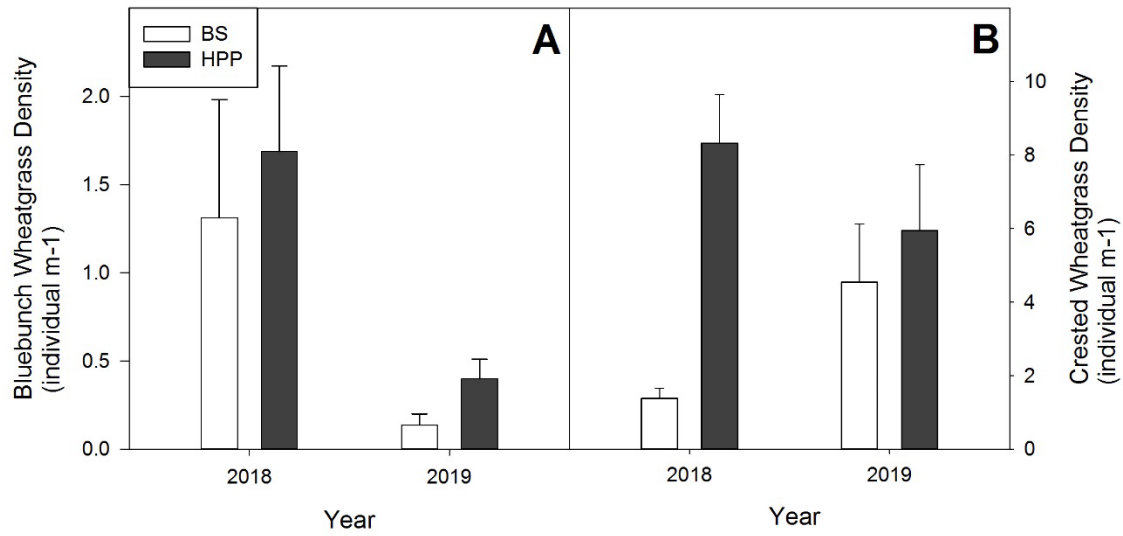 BS
HPP
A
B
Bluebunch Wheatgrass Density
(individual m-1)
2.0
1.5
1.0
0.5
0.0
2018
2019
Year
2018
2019
Year
10
8
6
4
2
0
Crested Wheatgrass Density
(individual m-1)